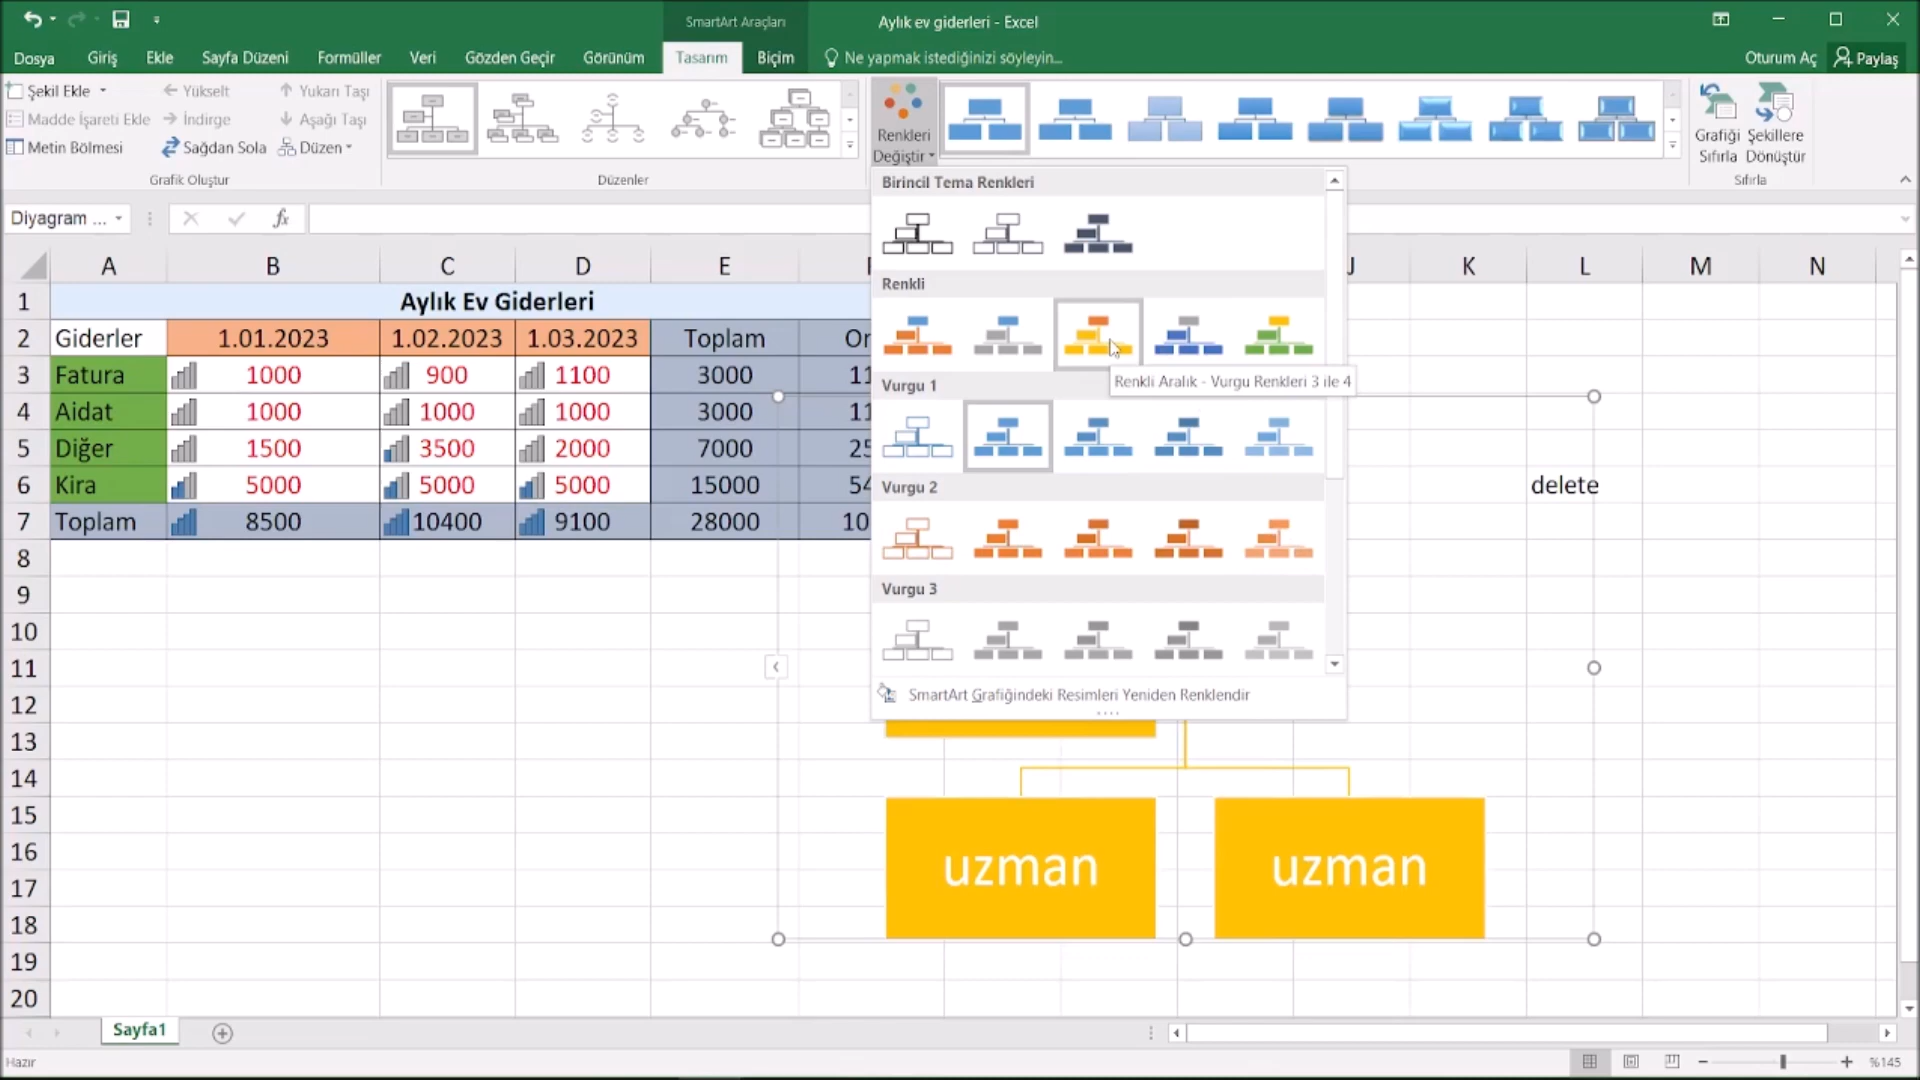 SmartArt Araçları
Aylık ev giderleri - Excel
Dosya Giriş Ekle Sayfa Düzeni Formüller Veri Gözden Geçir Görünüm Tasarım Biçim Ne yapmak istediğinizi söyleyin... Oturum Aç Paylaş
Şekil Ekle Yükselt Yukarı Taşı
Madde İşareti Ekle İndirge Aşağı Taşı
Metin Bölmesi Sağdan Sola Düzen
Grafik Oluştur
Düzenler
Renkleri
Değiştir
Grafiği
Sıfırla
Şekillere
Dönüştür
Sıfırla
Diyagram ...
fx
Birincil Tema Renkleri
Renkli
Renkli Aralık - Vurgu Renkleri 3 ile 4
Vurgu 1
Vurgu 2
Vurgu 3
SmartArt Grafiğindeki Resimleri Yeniden Renklendir
A B C D E J K L M N
1 Aylık Ev Giderleri
2 Giderler 1.01.2023 1.02.2023 1.03.2023 Toplam Or
3 Fatura 1000 900 1100 3000 11
4 Aidat 1000 1000 1000 3000 11
5 Diğer 1500 3500 2000 7000 25
6 Kira 5000 5000 5000 15000 54 delete
7 Toplam 8500 10400 9100 28000 10
8
9
10
11
12
13
14
15
16
17
18
19
20
uzman
uzman
Sayfa1
Hazır
%145